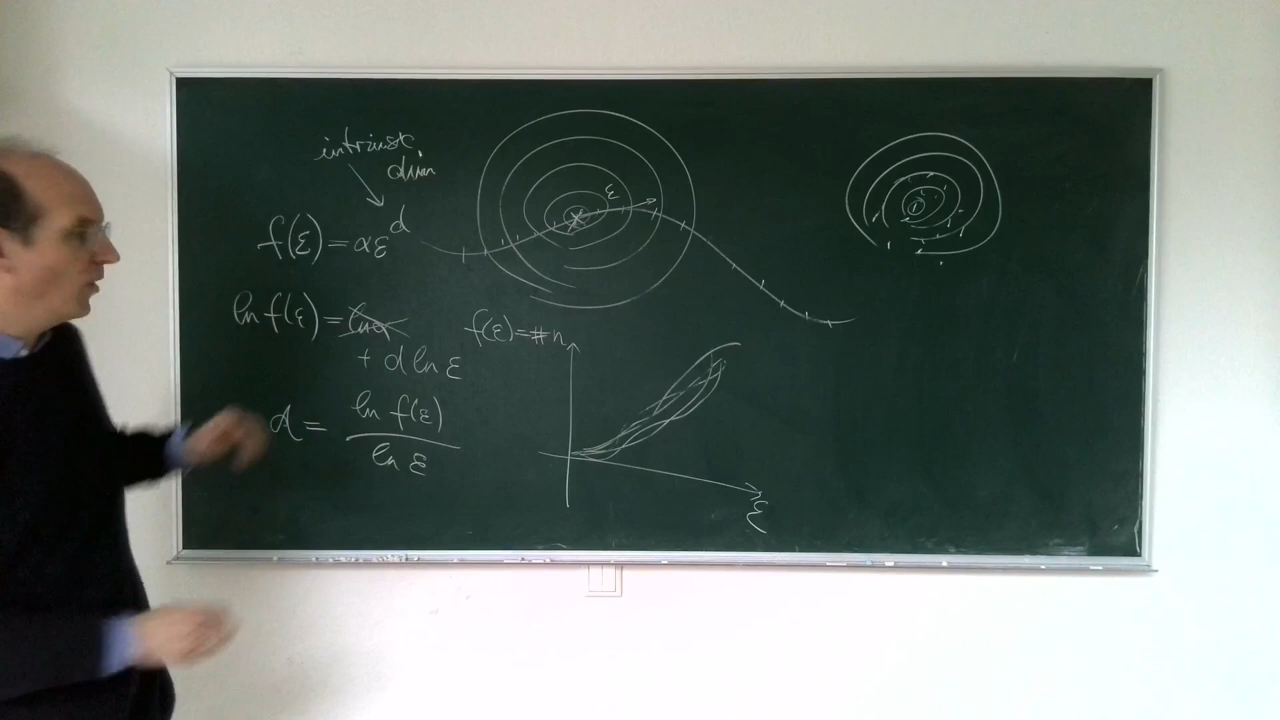 intrinsic
dim
f(ε) = αε^d
ln f(ε) = ln α
+ d ln ε
d = ln f(ε) / ln ε
ε
f(ε) = # n
ε